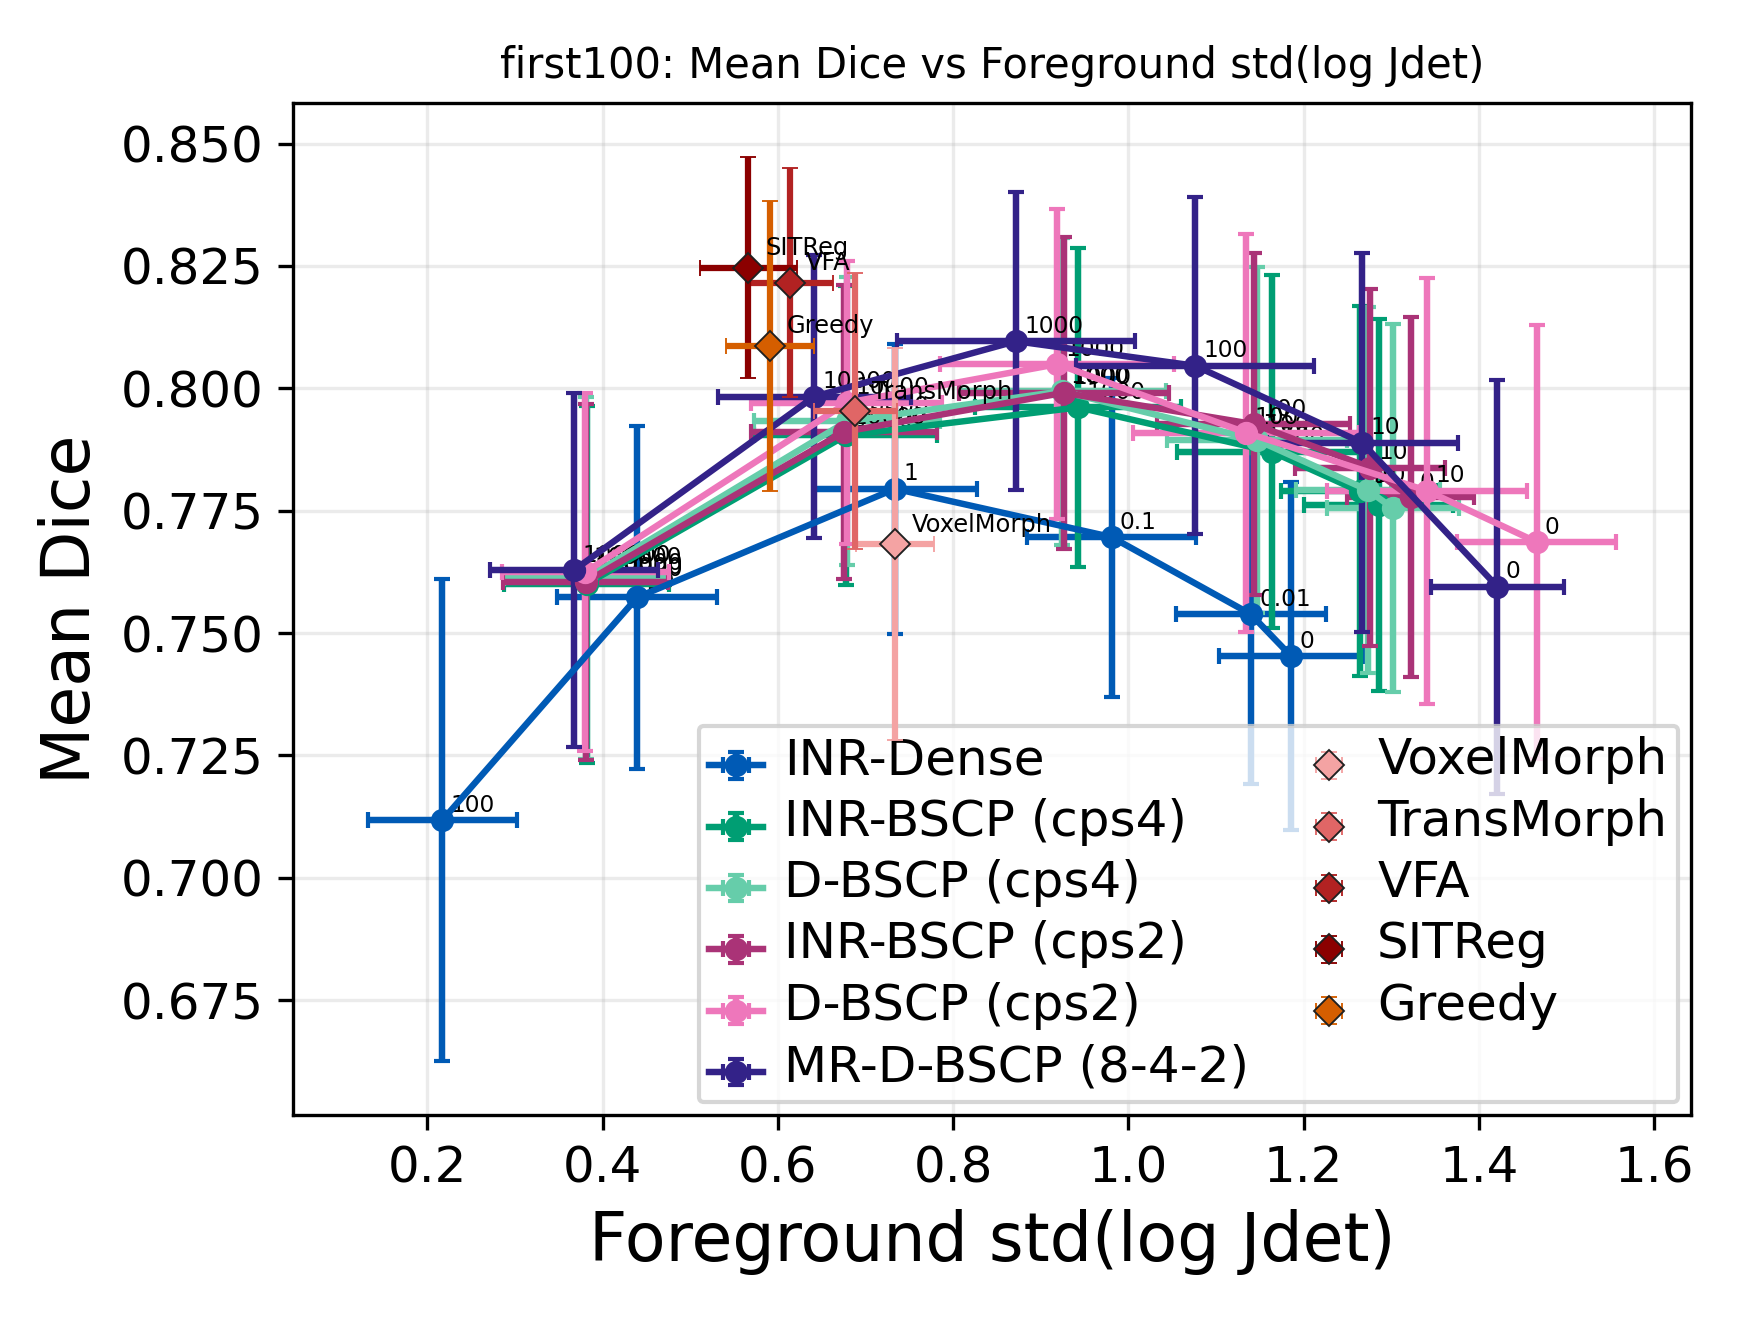 first100: Mean Dice vs Foreground std(log Jdet)
0.850
0.825
0.800
0.775
0.750
0.725
0.700
0.675
Mean Dice
SITReg
VFA
Greedy
1000
100
TransMorph
1
VoxelMorph
0.1
10
10
10
0.01
0
0
0
100
INR-Dense
INR-BSCP (cps4)
D-BSCP (cps4)
INR-BSCP (cps2)
D-BSCP (cps2)
MR-D-BSCP (8-4-2)
VoxelMorph
TransMorph
VFA
SITReg
Greedy
0.2 0.4 0.6 0.8 1.0 1.2 1.4 1.6
Foreground std(log Jdet)